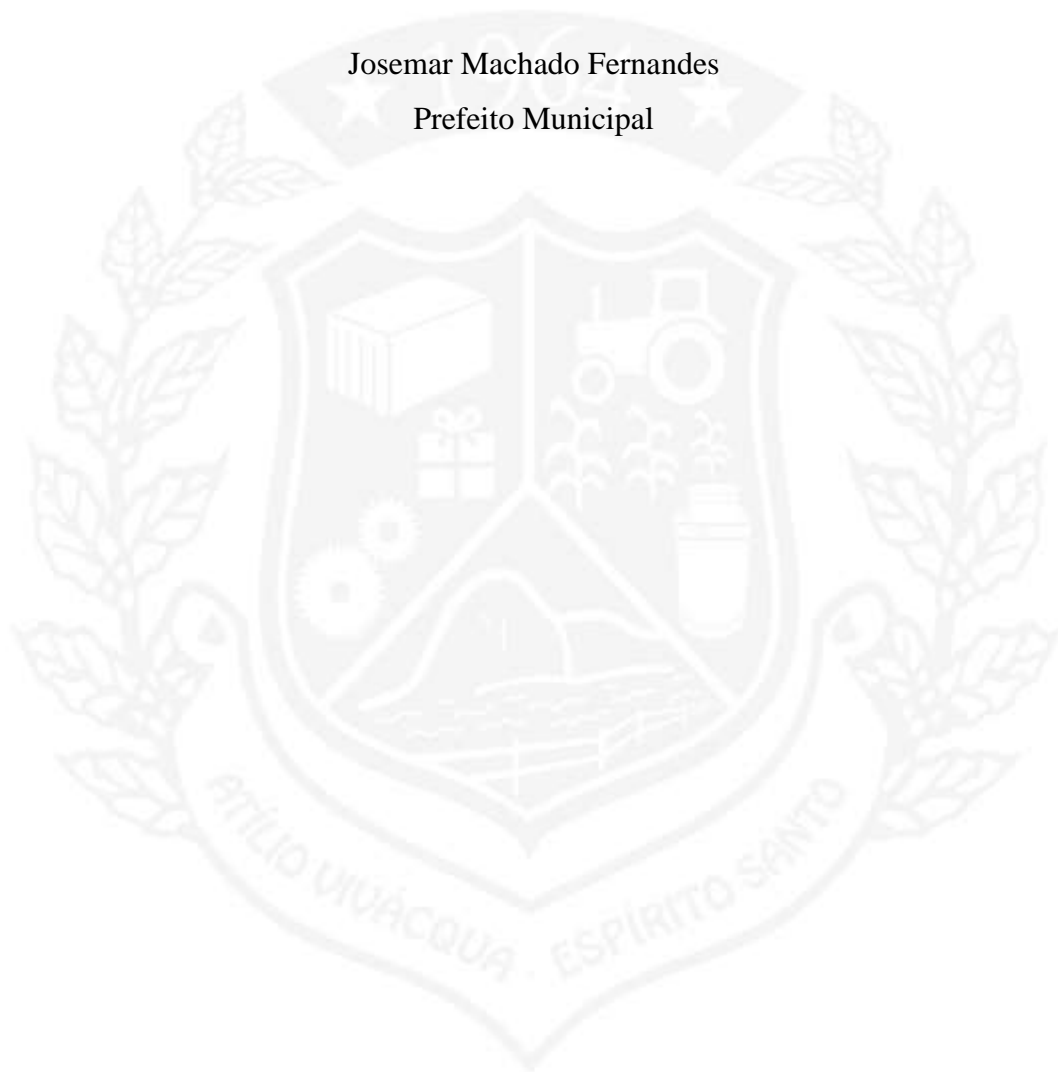 1964
Josemar Machado Fernandes
Prefeito Municipal
ATÍLIO VIVÁCQUA - ESPÍRITO SANTO